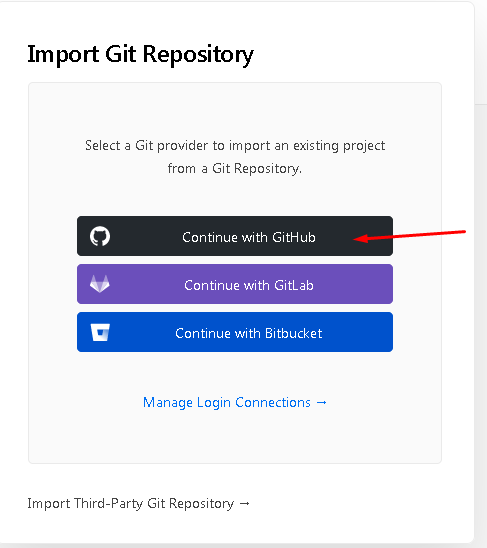 Import Git Repository
Select a Git provider to import an existing project
from a Git Repository.
Continue with GitHub
Continue with GitLab
Continue with Bitbucket
Manage Login Connections →
Import Third-Party Git Repository →